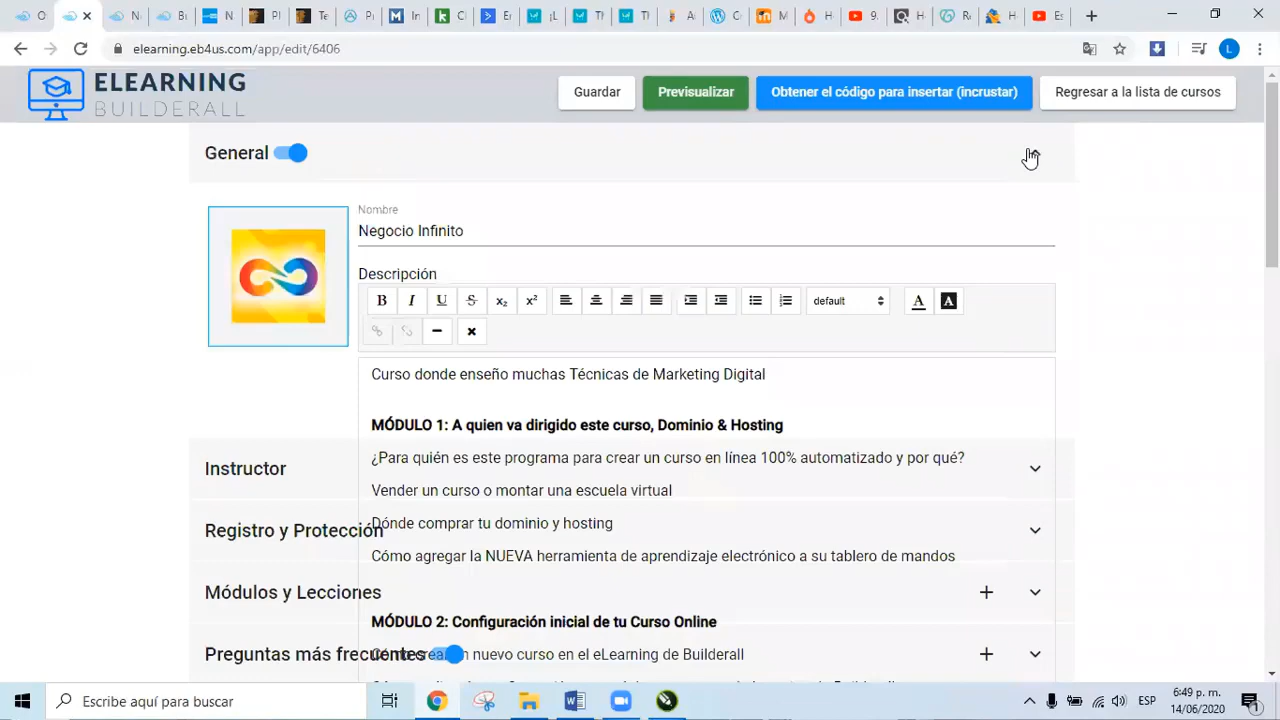 elearning.eb4us.com/app/edit/6406
L
ELEARNING
BUILDERALL
Guardar
Previsualizar
Obtener el código para insertar (incrustar)
Regresar a la lista de cursos
General
Nombre
Negocio Infinito
Descripción
B I U S x₂ x² default A A
Curso donde enseño muchas Técnicas de Marketing Digital
MÓDULO 1: A quien va dirigido este curso, Dominio & Hosting
¿Para quién es este programa para crear un curso en línea 100% automatizado y por qué?
Instructor
Vender un curso o montar una escuela virtual
Dónde comprar tu dominio y hosting
Registro y Protección
Cómo agregar la NUEVA herramienta de aprendizaje electrónico a su tablero de mandos
Módulos y Lecciones
MÓDULO 2: Configuración inicial de tu Curso Online
Preguntas más frecuentes
nuevo curso en el eLearning de Builderall
Escribe aquí para buscar
ESP
6:49 p. m.
14/06/2020